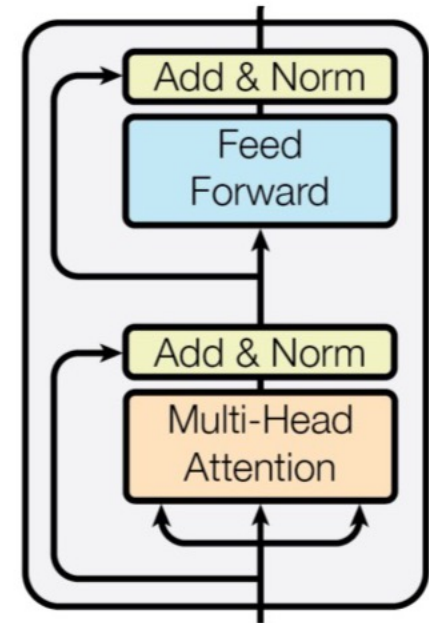 Add & Norm
Feed
Forward
Add & Norm
Multi-Head
Attention